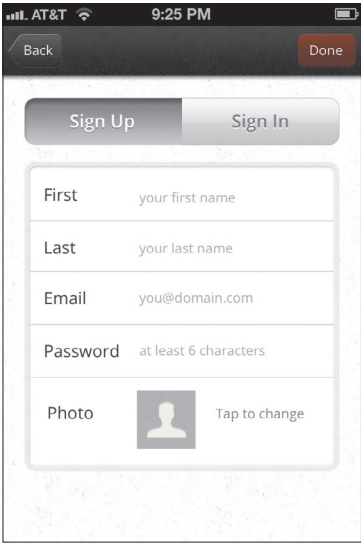 AT&T 9:25 PM
Back Done
Sign Up Sign In
First your first name
Last your last name
Email you@domain.com
Password at least 6 characters
Photo Tap to change